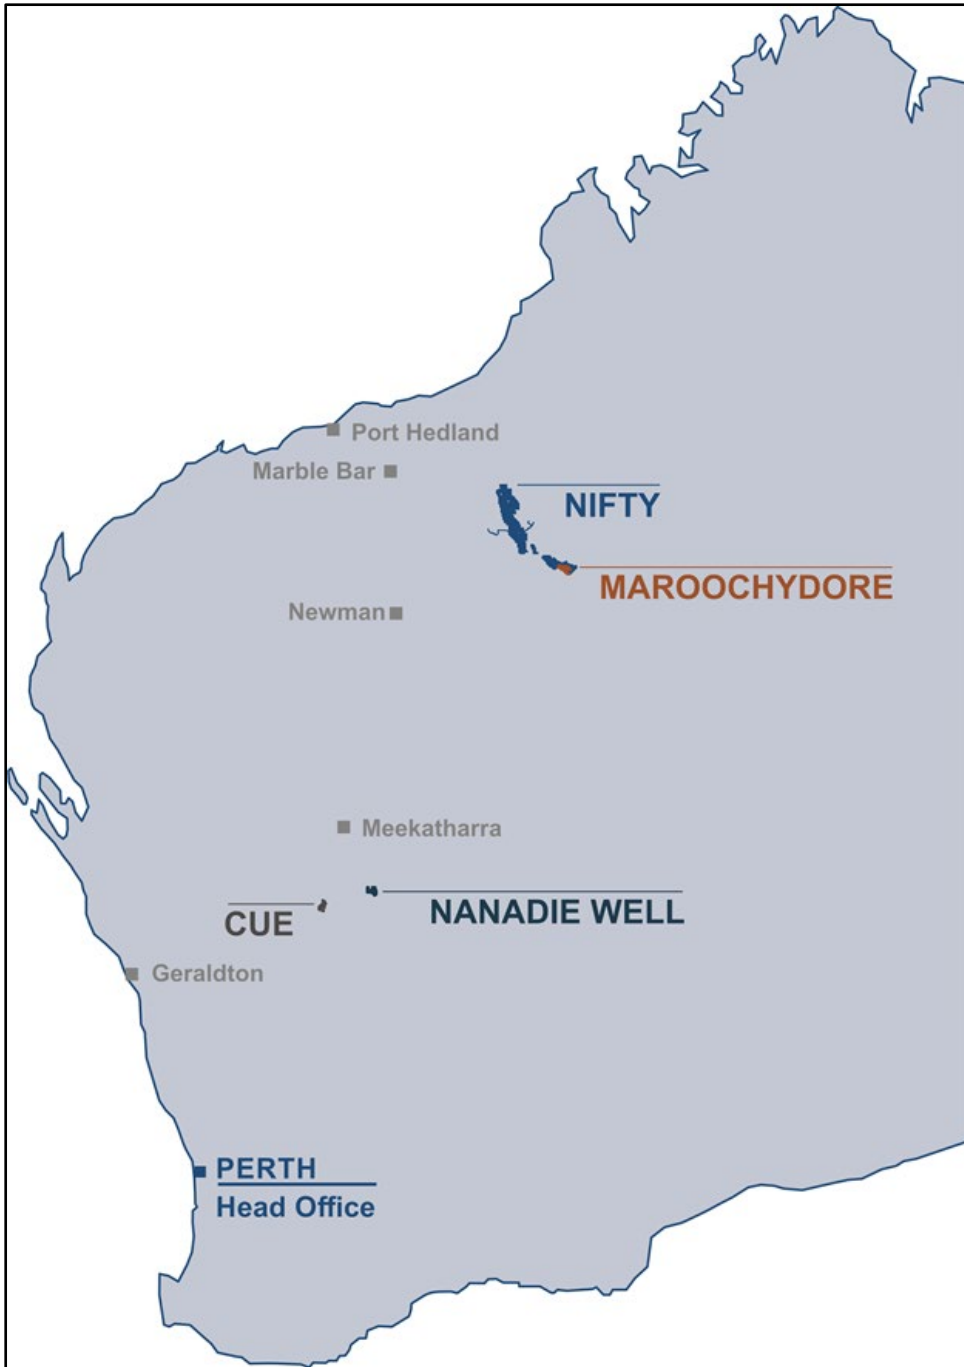 Port Hedland
Marble Bar
NIFTY
MAROOCHYDORE
Newman
Meekatharra
CUE
NANADIE WELL
Geraldton
PERTH
Head Office